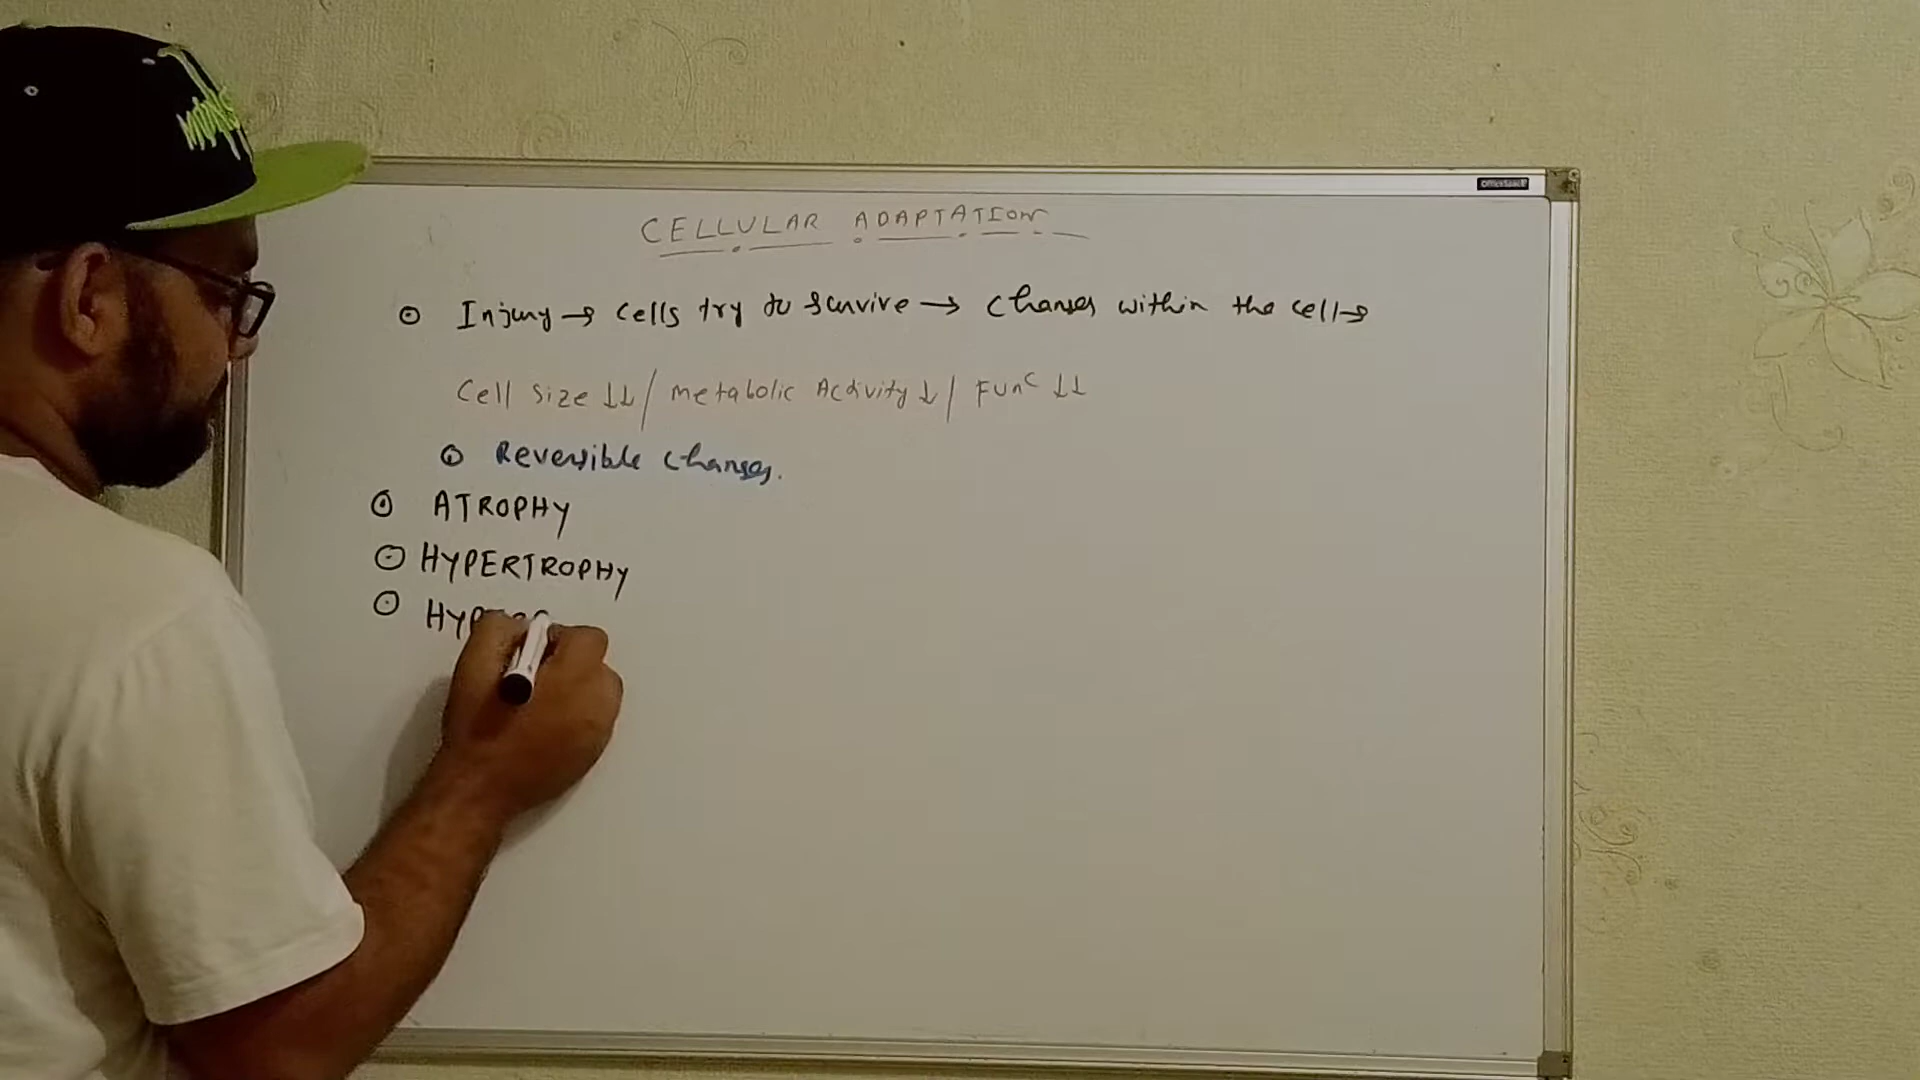 OfficeSpace
CELLULAR ADAPTATION
Injury → cells try to survive → changes within the cell →
Cell size ↓↓ / metabolic Activity ↓ / Funᶜ ↓↓
Reversible changes.
ATROPHY
HYPERTROPHY